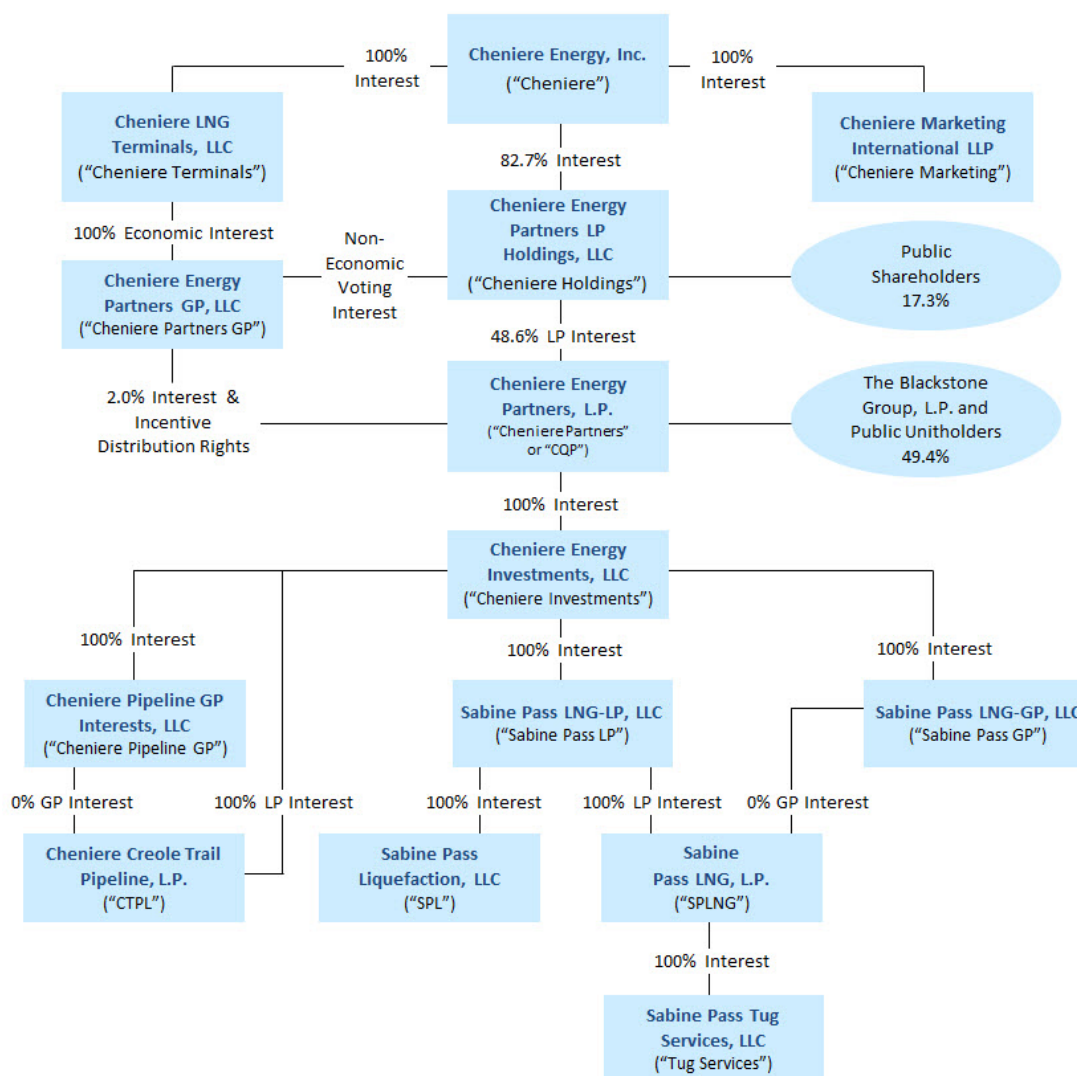 100%
Interest
Cheniere Energy, Inc.
(“Cheniere”)
100%
Interest
Cheniere LNG
Terminals, LLC
(“Cheniere Terminals”)
Cheniere Marketing
International LLP
(“Cheniere Marketing”)
82.7% Interest
100% Economic Interest
Cheniere Energy
Partners LP
Holdings, LLC
(“Cheniere Holdings”)
Non-
Economic
Voting
Interest
Public
Shareholders
17.3%
Cheniere Energy
Partners GP, LLC
(“Cheniere Partners GP”)
48.6% LP Interest
2.0% Interest &
Incentive
Distribution Rights
Cheniere Energy
Partners, L.P.
(“Cheniere Partners”
or “CQP”)
The Blackstone
Group, L.P. and
Public Unitholders
49.4%
100% Interest
Cheniere Energy
Investments, LLC
(“Cheniere Investments”)
100% Interest
100% Interest
100% Interest
Cheniere Pipeline GP
Interests, LLC
(“Cheniere Pipeline GP”)
Sabine Pass LNG-LP, LLC
(“Sabine Pass LP”)
Sabine Pass LNG-GP, LLC
(“Sabine Pass GP”)
0% GP Interest
100% LP Interest
100% Interest
100% LP Interest
0% GP Interest
Cheniere Creole Trail
Pipeline, L.P.
(“CTPL”)
Sabine Pass
Liquefaction, LLC
(“SPL”)
Sabine
Pass LNG, L.P.
(“SPLNG”)
100% Interest
Sabine Pass Tug
Services, LLC
(“Tug Services”)